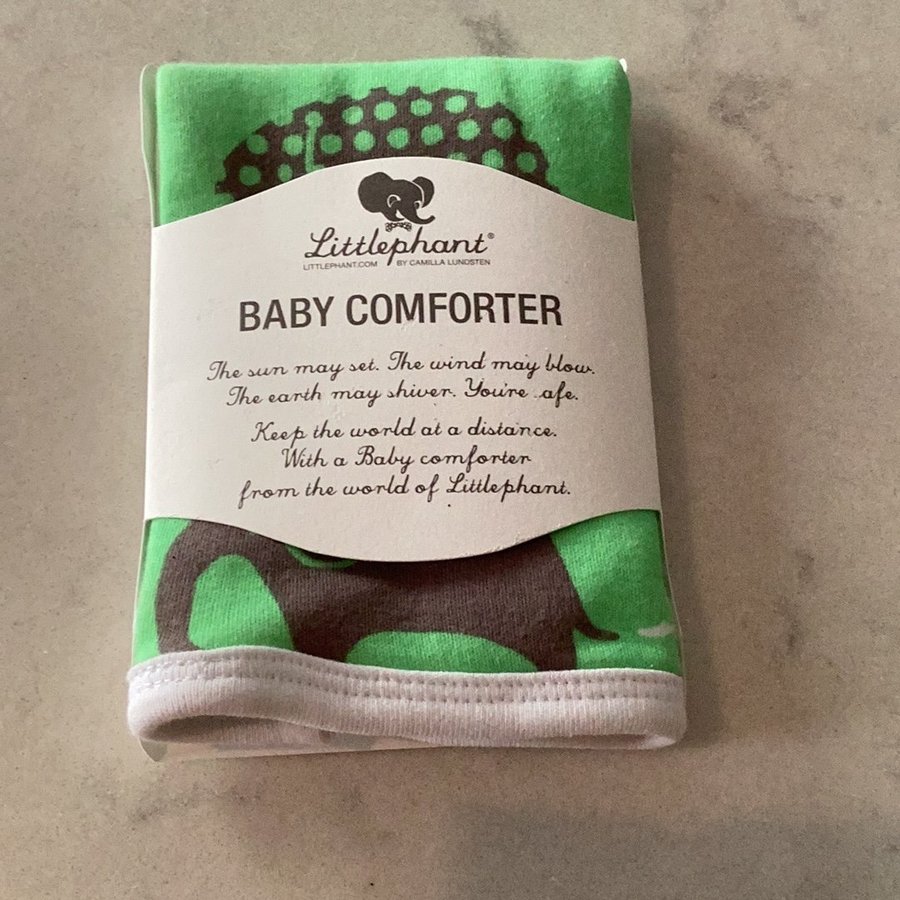 Littlephant®
LITTLEPHANT.COM BY CAMILLA LUNDSTEN
BABY COMFORTER
The sun may set. The wind may blow.
The earth may shiver. You're afe.
Keep the world at a distance.
With a Baby comforter
from the world of Littlephant.